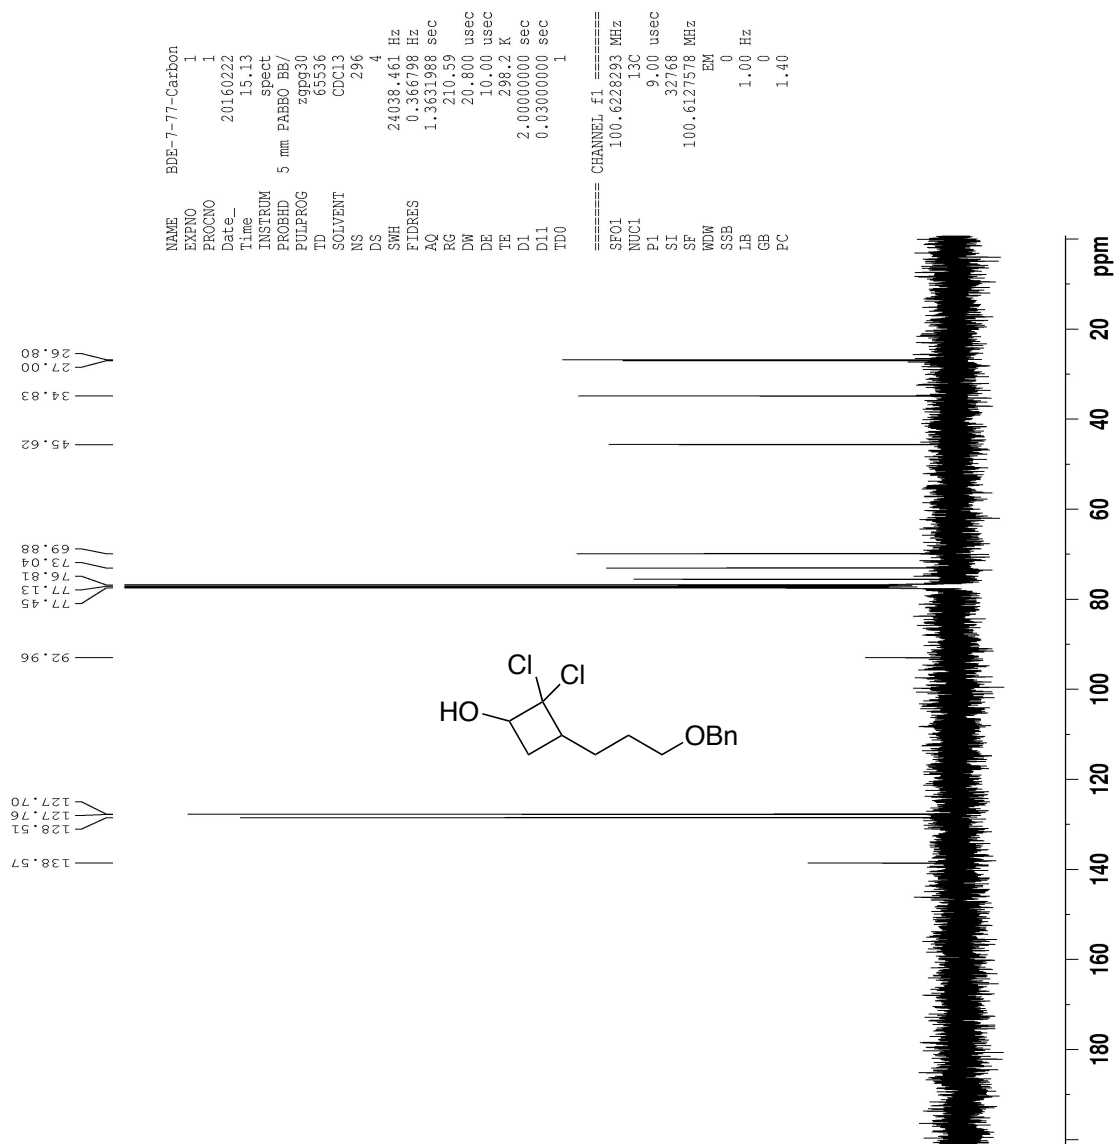 NAME BDE-7-77-Carbon
EXPNO 1
PROCNO 1
Date_ 20160222
Time 15.13
INSTRUM spect
PROBHD 5 mm PABBO BB/
PULPROG zgpg30
TD 65536
SOLVENT CDCl3
NS 296
DS 4
SWH 24038.461 Hz
FIDRES 0.366798 Hz
AQ 1.3631988 sec
RG 210.59
DW 20.800 usec
DE 10.00 usec
TE 298.2 K
D1 2.00000000 sec
D11 0.03000000 sec
TD0 1
======== CHANNEL f1 ========
SFO1 100.6228293 MHz
NUC1 13C
P1 9.00 usec
SI 32768
SF 100.6127578 MHz
WDW EM
SSB 0
LB 1.00 Hz
GB 0
PC 1.40
26.80
27.00
34.83
45.62
69.88
73.04
76.81
77.13
77.45
92.96
127.70
127.76
128.51
138.57
Cl
Cl
HO
OBn
ppm
20
40
60
80
100
120
140
160
180